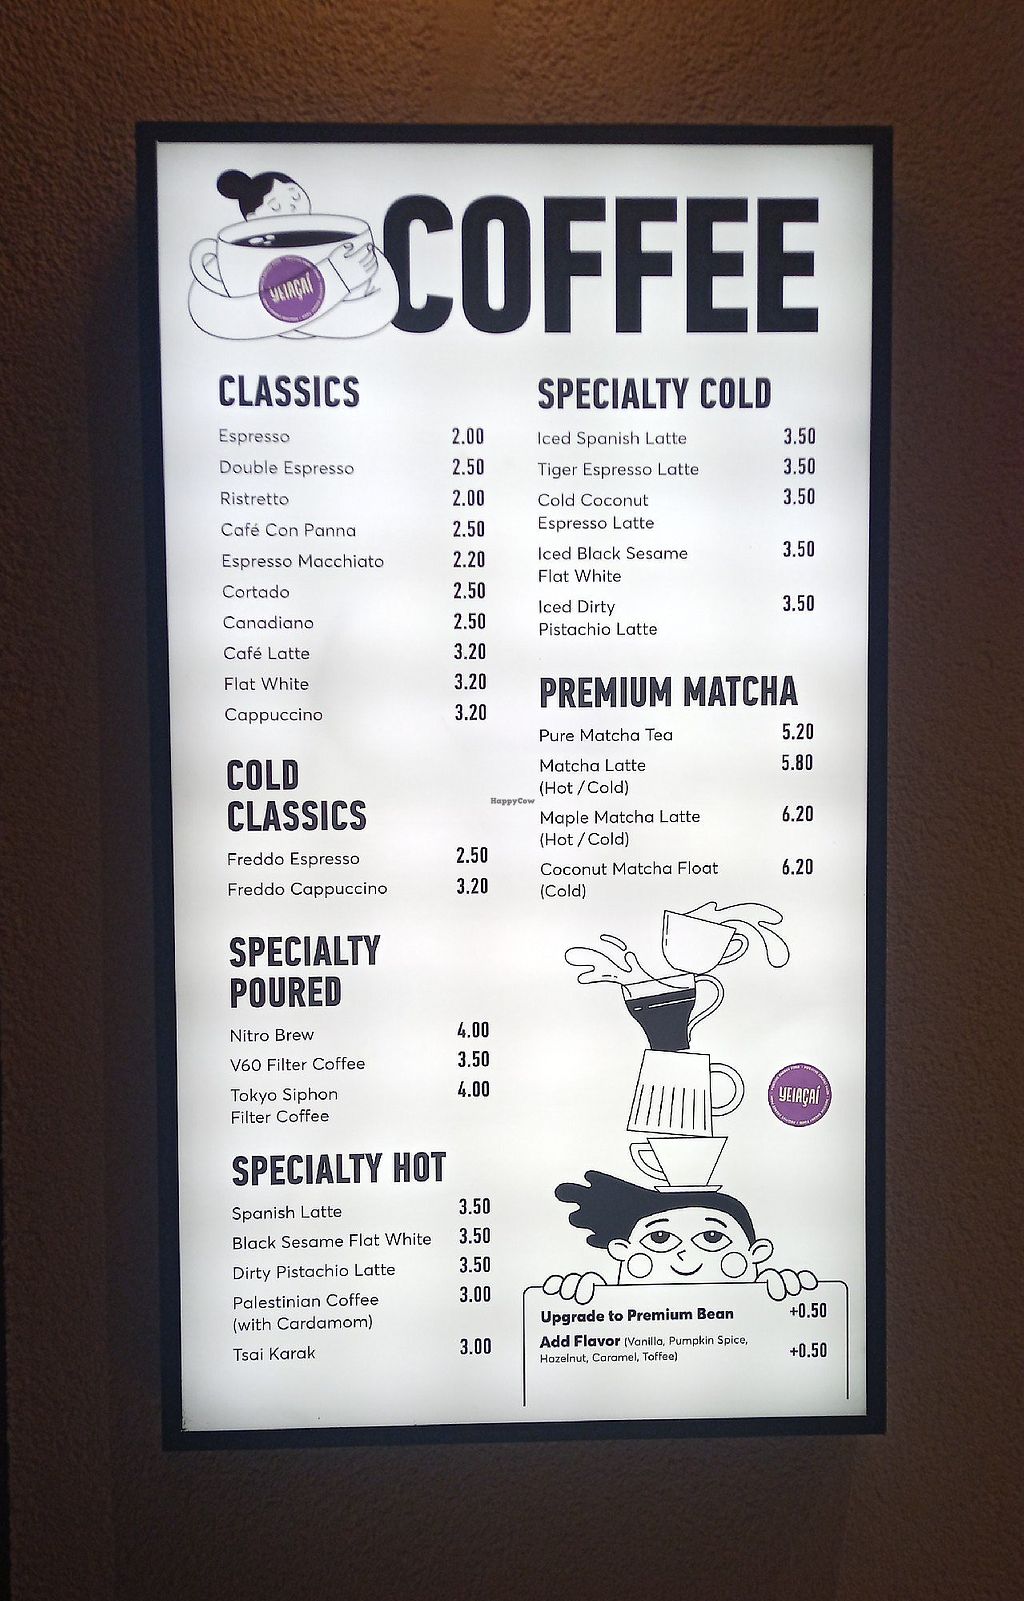 COFFEE
YEIAÇAÍ
CLASSICS
Espresso 2.00
Double Espresso 2.50
Ristretto 2.00
Café Con Panna 2.50
Espresso Macchiato 2.20
Cortado 2.50
Canadiano 2.50
Café Latte 3.20
Flat White 3.20
Cappuccino 3.20
COLD
CLASSICS
Freddo Espresso 2.50
Freddo Cappuccino 3.20
SPECIALTY
POURED
Nitro Brew 4.00
V60 Filter Coffee 3.50
Tokyo Siphon 4.00
Filter Coffee
SPECIALTY HOT
Spanish Latte 3.50
Black Sesame Flat White 3.50
Dirty Pistachio Latte 3.50
Palestinian Coffee 3.00
(with Cardamom)
Tsai Karak 3.00
SPECIALTY COLD
Iced Spanish Latte 3.50
Tiger Espresso Latte 3.50
Cold Coconut 3.50
Espresso Latte
Iced Black Sesame 3.50
Flat White
Iced Dirty 3.50
Pistachio Latte
PREMIUM MATCHA
Pure Matcha Tea 5.20
Matcha Latte 5.80
(Hot / Cold)
Maple Matcha Latte 6.20
(Hot / Cold)
Coconut Matcha Float 6.20
(Cold)
YEIAÇAÍ
Upgrade to Premium Bean +0.50
Add Flavor (Vanilla, Pumpkin Spice,
Hazelnut, Caramel, Toffee) +0.50
HappyCow